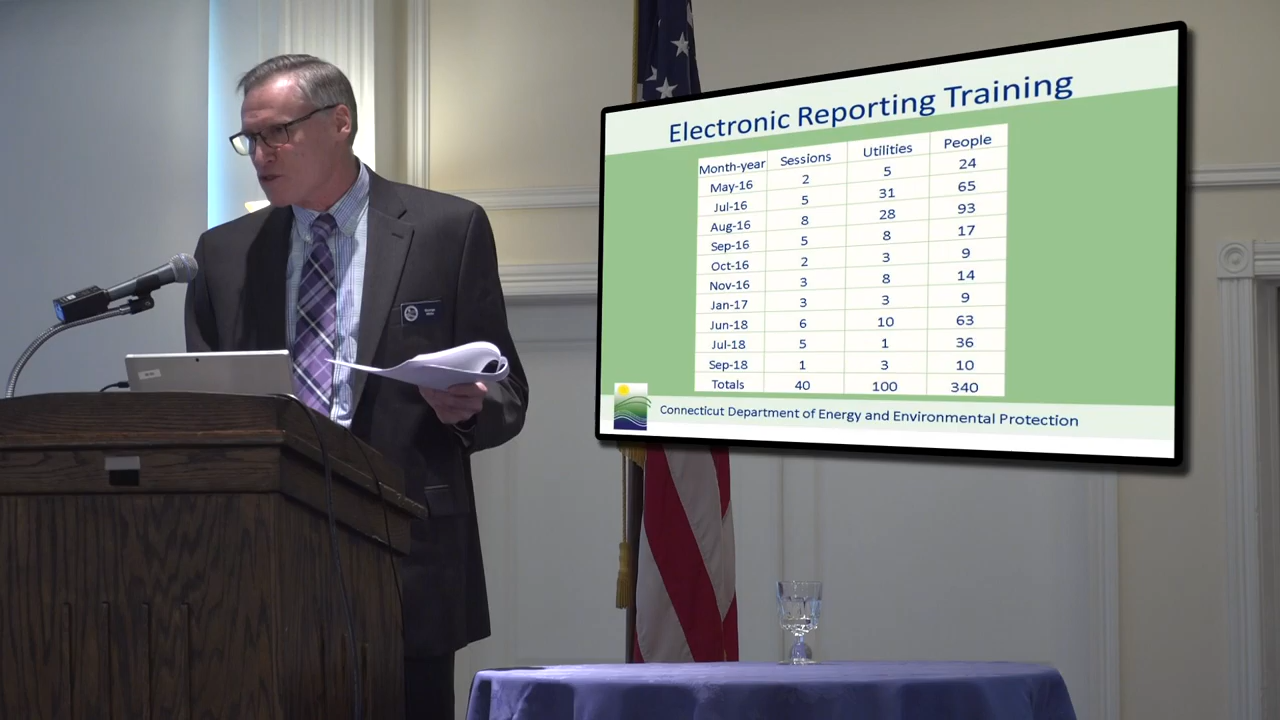 Electronic Reporting Training
Month-year Sessions Utilities People
May-16 2 5 24
Jul-16 5 31 65
Aug-16 8 28 93
Sep-16 5 8 17
Oct-16 2 3 9
Nov-16 3 8 14
Jan-17 3 3 9
Jun-18 6 10 63
Jul-18 5 1 36
Sep-18 1 3 10
Totals 40 100 340
Connecticut Department of Energy and Environmental Protection